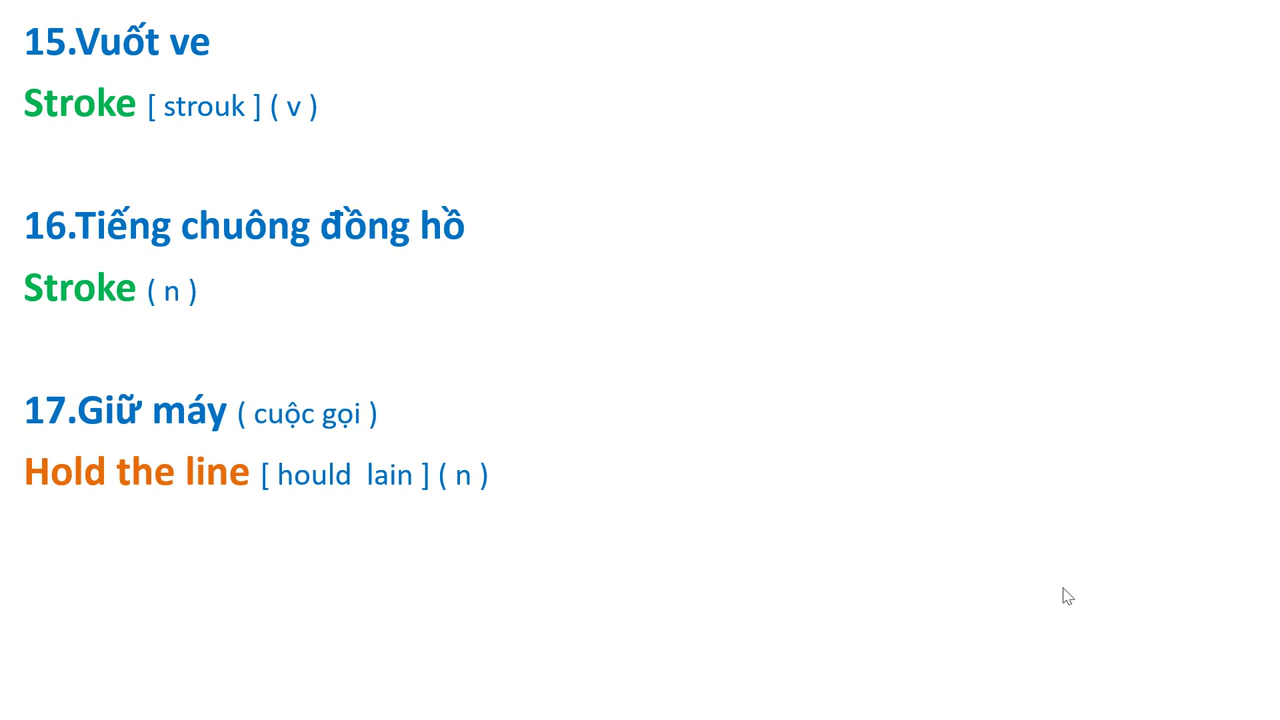 15.Vuốt ve
Stroke [ strouk ] ( v )
16.Tiếng chuông đồng hồ
Stroke ( n )
17.Giữ máy ( cuộc gọi )
Hold the line [ hould  lain ] ( n )